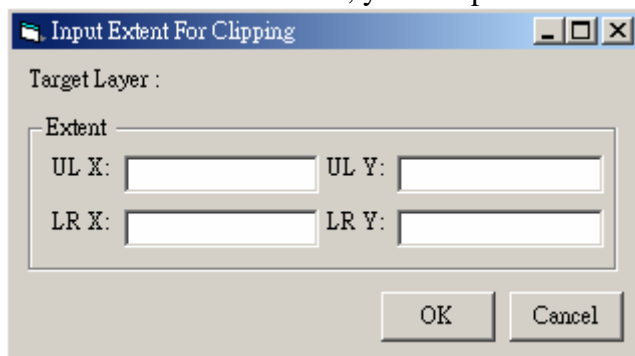 Input Extent For Clipping
Target Layer :
Extent
UL X: UL Y:
LR X: LR Y:
OK Cancel